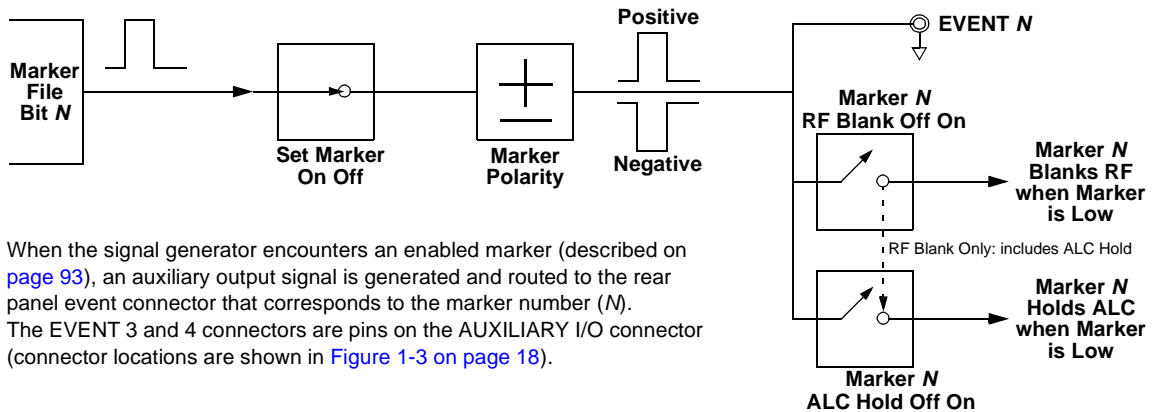 Marker
File
Bit N
Set Marker
On Off
Marker
Polarity
Positive
Negative
EVENT N
Marker N
RF Blank Off On
Marker N
Blanks RF
when Marker
is Low
RF Blank Only: includes ALC Hold
Marker N
Holds ALC
when Marker
is Low
Marker N
ALC Hold Off On
When the signal generator encounters an enabled marker (described on
page 93), an auxiliary output signal is generated and routed to the rear
panel event connector that corresponds to the marker number (N).
The EVENT 3 and 4 connectors are pins on the AUXILIARY I/O connector
(connector locations are shown in Figure 1-3 on page 18).